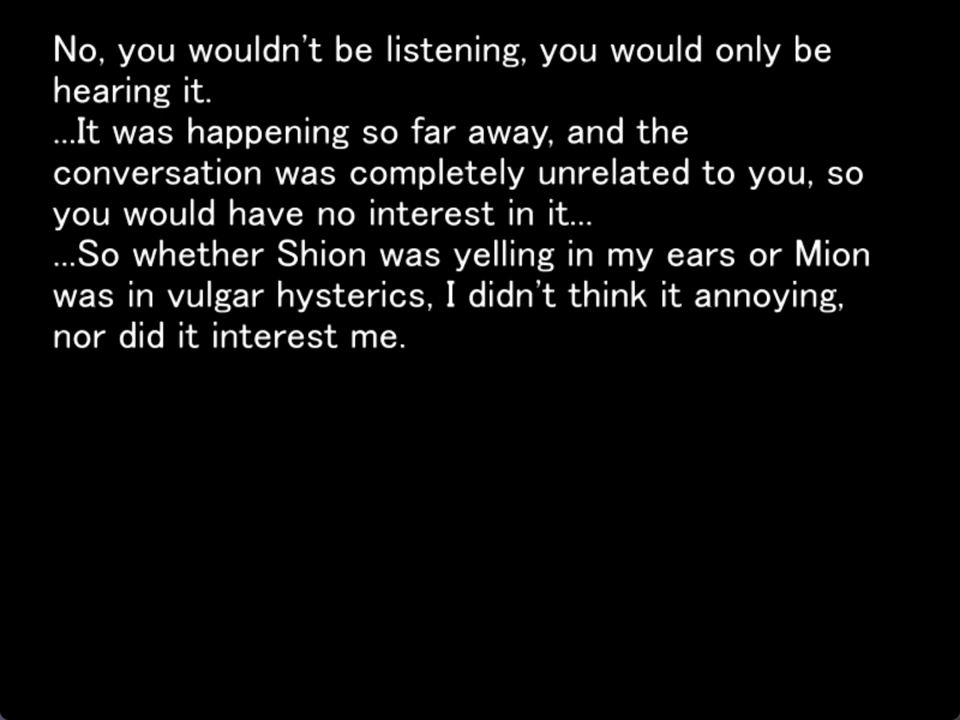 No, you wouldn't be listening, you would only be
hearing it.
...It was happening so far away, and the
conversation was completely unrelated to you, so
you would have no interest in it...
...So whether Shion was yelling in my ears or Mion
was in vulgar hysterics, I didn't think it annoying,
nor did it interest me.